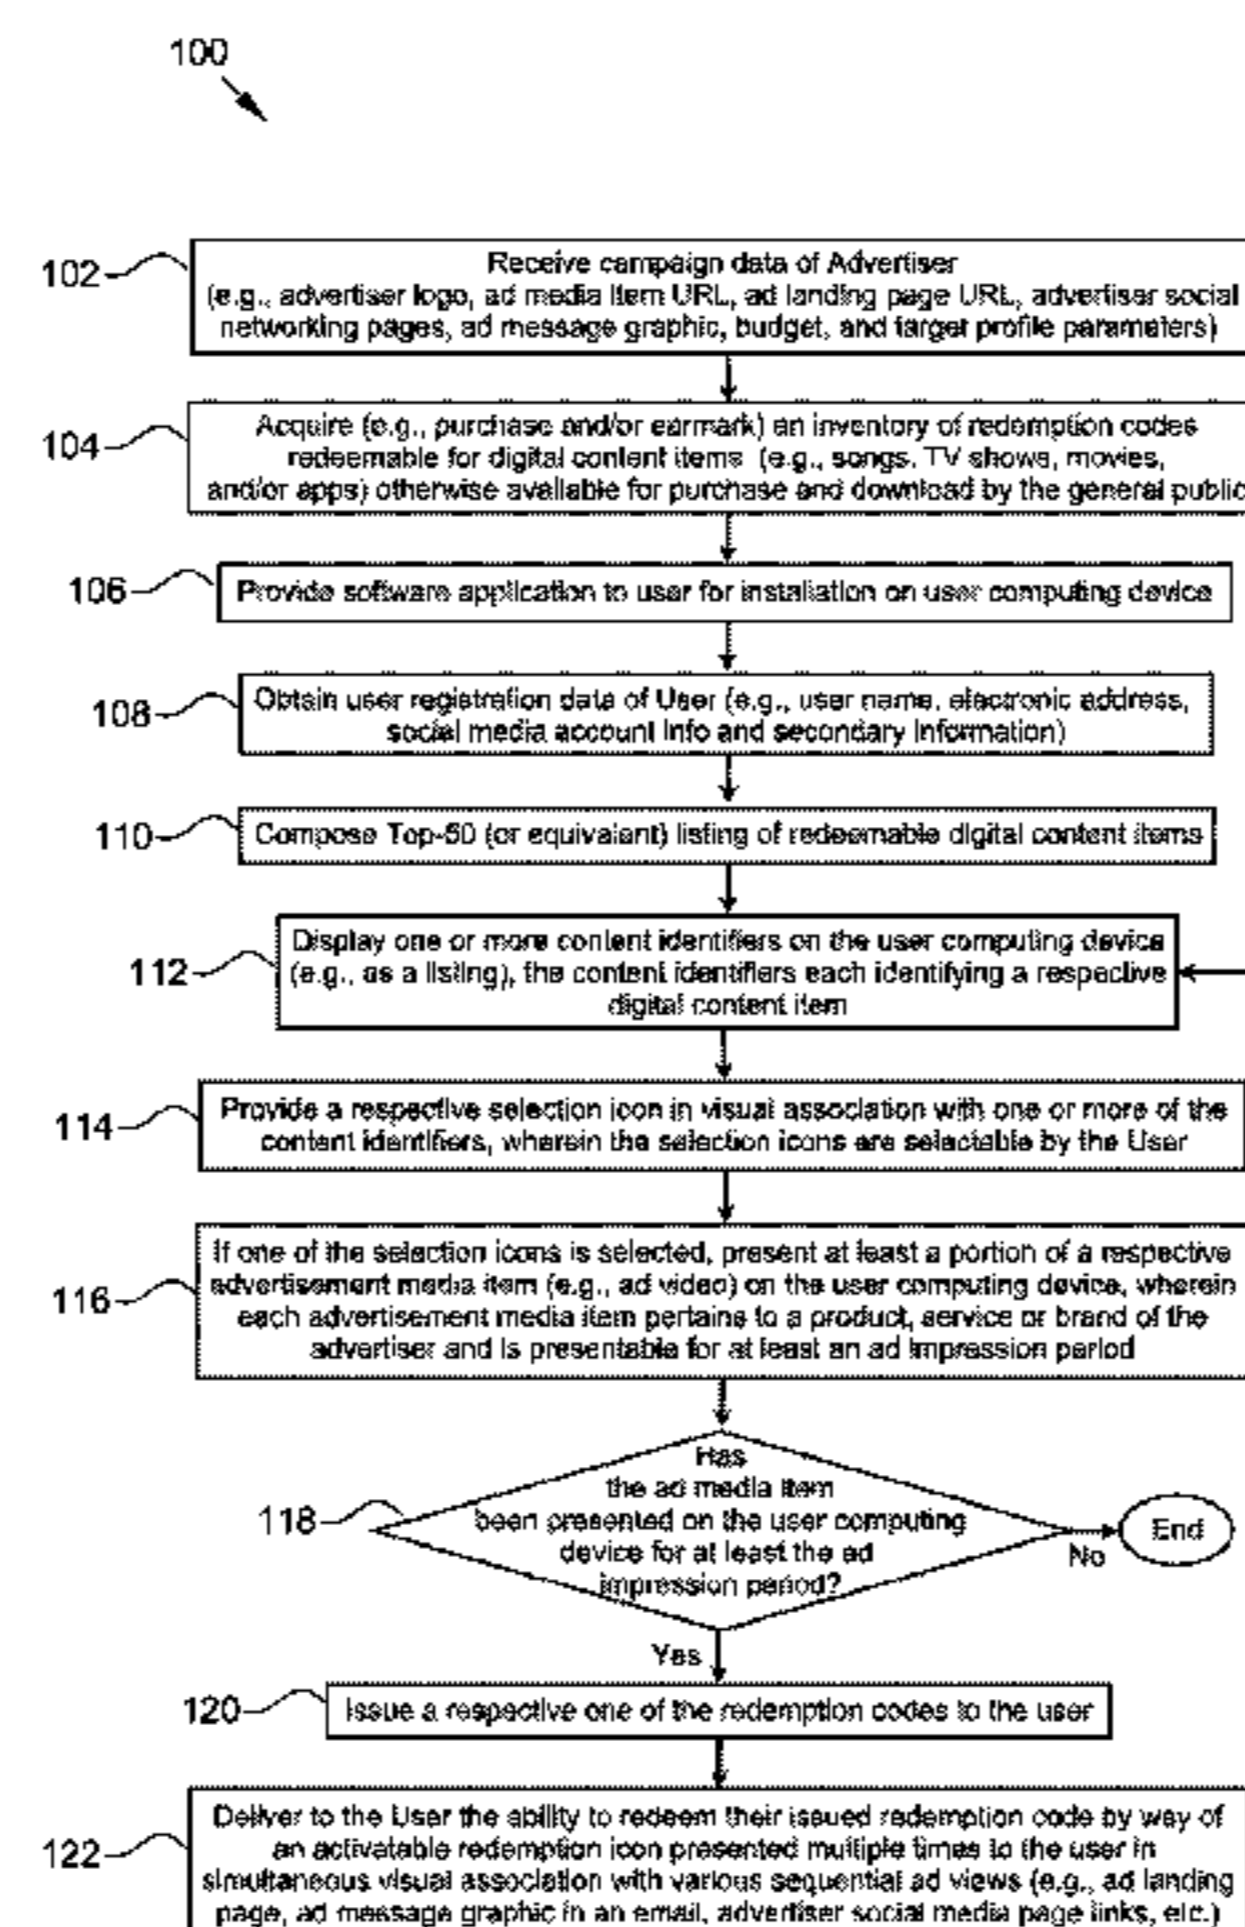 100
102
Receive campaign data of Advertiser
(e.g., advertiser logo, ad media item URL, ad landing page URL, advertiser social
networking pages, ad message graphic, budget, and target profile parameters)
104
Acquire (e.g., purchase and/or earmark) an inventory of redemption codes
redeemable for digital content items (e.g., songs, TV shows, movies,
and/or apps) otherwise available for purchase and download by the general public
106
Provide software application to user for installation on user computing device
108
Obtain user registration data of User (e.g., user name, electronic address,
social media account info and secondary information)
110
Compose Top-50 (or equivalent) listing of redeemable digital content items
112
Display one or more content identifiers on the user computing device
(e.g., as a listing), the content identifiers each identifying a respective
digital content item
114
Provide a respective selection icon in visual association with one or more of the
content identifiers, wherein the selection icons are selectable by the User
116
If one of the selection icons is selected, present at least a portion of a respective
advertisement media item (e.g., ad video) on the user computing device, wherein
each advertisement media item pertains to a product, service or brand of the
advertiser and is presentable for at least an ad impression period
118
Has
the ad media item
been presented on the user computing
device for at least the ad
impression period?
No
End
Yes
120
Issue a respective one of the redemption codes to the user
122
Deliver to the User the ability to redeem their issued redemption code by way of
an activatable redemption icon presented multiple times to the user in
simultaneous visual association with various sequential ad views (e.g., ad landing
page, ad message graphic in an email, advertiser social media page links, etc.)